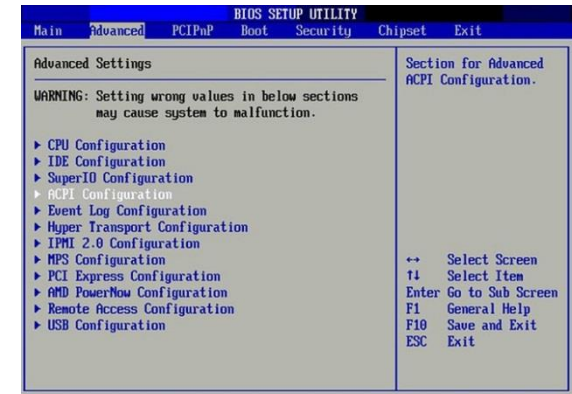 BIOS SETUP UTILITY
Main Advanced PCIPnP Boot Security Chipset Exit
Advanced Settings
WARNING: Setting wrong values in below sections
may cause system to malfunction.
▶ CPU Configuration
▶ IDE Configuration
▶ SuperIO Configuration
▶ ACPI Configuration
▶ Event Log Configuration
▶ Hyper Transport Configuration
▶ IPMI 2.0 Configuration
▶ MPS Configuration
▶ PCI Express Configuration
▶ AMD PowerNow Configuration
▶ Remote Access Configuration
▶ USB Configuration
Section for Advanced
ACPI Configuration.
↔ Select Screen
↑↓ Select Item
Enter Go to Sub Screen
F1 General Help
F10 Save and Exit
ESC Exit